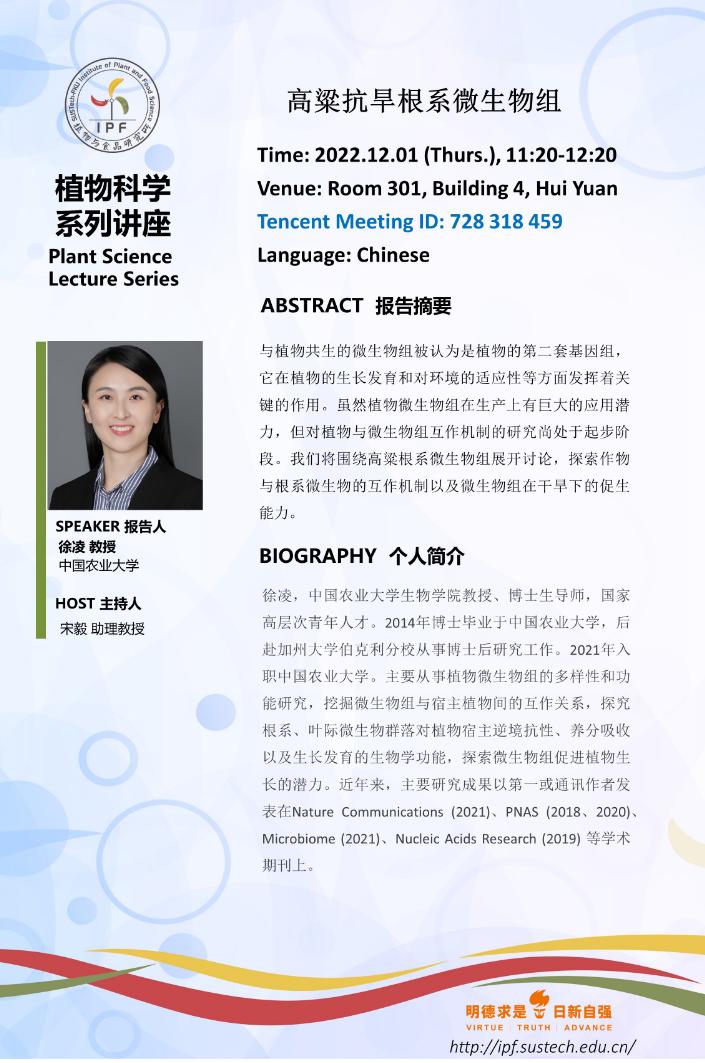 SUSTech-PKU Institute of Plant and Food Science
IPF
植物与食品研究所
植物科学
系列讲座
Plant Science
Lecture Series
高粱抗旱根系微生物组
Time: 2022.12.01 (Thurs.), 11:20-12:20
Venue: Room 301, Building 4, Hui Yuan
Tencent Meeting ID: 728 318 459
Language: Chinese
ABSTRACT 报告摘要
与植物共生的微生物组被认为是植物的第二套基因组，
它在植物的生长发育和对环境的适应性等方面发挥着关
键的作用。虽然植物微生物组在生产上有巨大的应用潜
力，但对植物与微生物组互作机制的研究尚处于起步阶
段。我们将围绕高粱根系微生物组展开讨论，探索作物
与根系微生物的互作机制以及微生物组在干旱下的促生
能力。
SPEAKER 报告人
徐凌 教授
中国农业大学
HOST 主持人
宋毅 助理教授
BIOGRAPHY 个人简介
徐凌，中国农业大学生物学院教授、博士生导师，国家
高层次青年人才。2014年博士毕业于中国农业大学，后
赴加州大学伯克利分校从事博士后研究工作。2021年入
职中国农业大学。主要从事植物微生物组的多样性和功
能研究，挖掘微生物组与宿主植物间的互作关系，探究
根系、叶际微生物群落对植物宿主逆境抗性、养分吸收
以及生长发育的生物学功能，探索微生物组促进植物生
长的潜力。近年来，主要研究成果以第一或通讯作者发
表在Nature Communications (2021)、PNAS (2018、2020)、
Microbiome (2021)、Nucleic Acids Research (2019) 等学术
期刊上。
明德求是 日新自强
VIRTUE TRUTH ADVANCE
http://ipf.sustech.edu.cn/